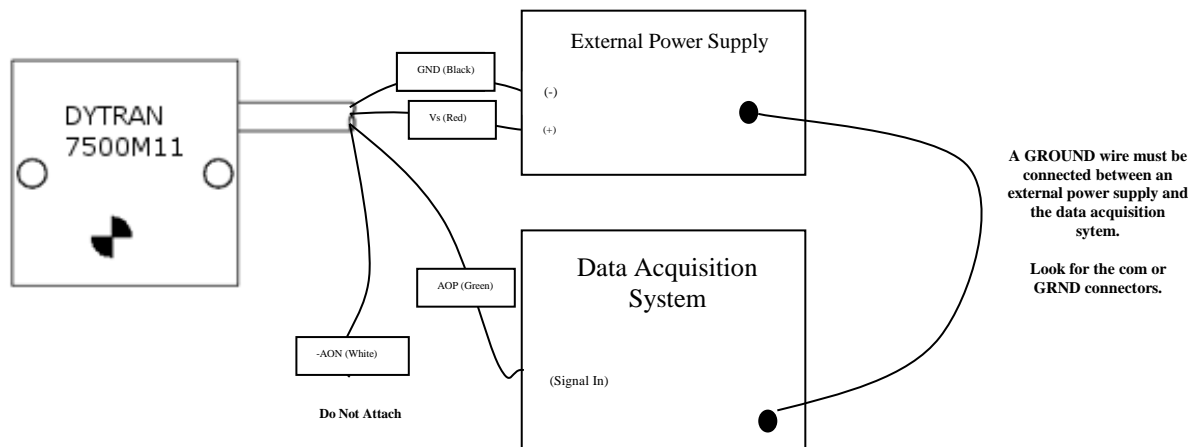 External Power Supply
GND (Black)
(-)
Vs (Red)
(+)
DYTRAN
7500M11
A GROUND wire must be
connected between an
external power supply and
the data acquisition
sytem.
Look for the com or
GRND connectors.
Data Acquisition
System
AOP (Green)
-AON (White)
(Signal In)
Do Not Attach